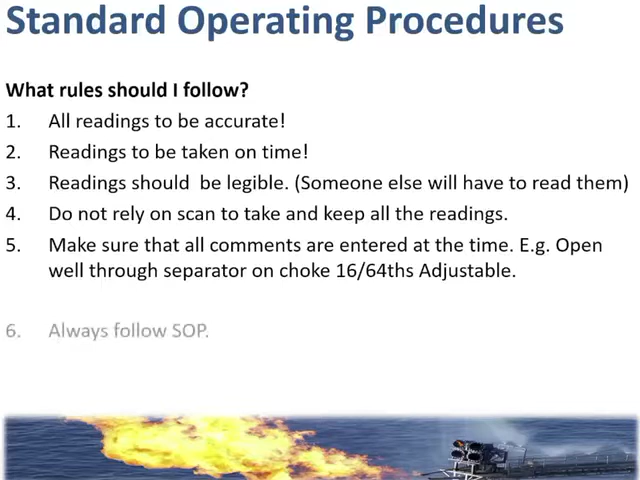 Standard Operating Procedures
What rules should I follow?
1. All readings to be accurate!
2. Readings to be taken on time!
3. Readings should  be legible. (Someone else will have to read them)
4. Do not rely on scan to take and keep all the readings.
5. Make sure that all comments are entered at the time. E.g. Open
well through separator on choke 16/64ths Adjustable.
6. Always follow SOP.